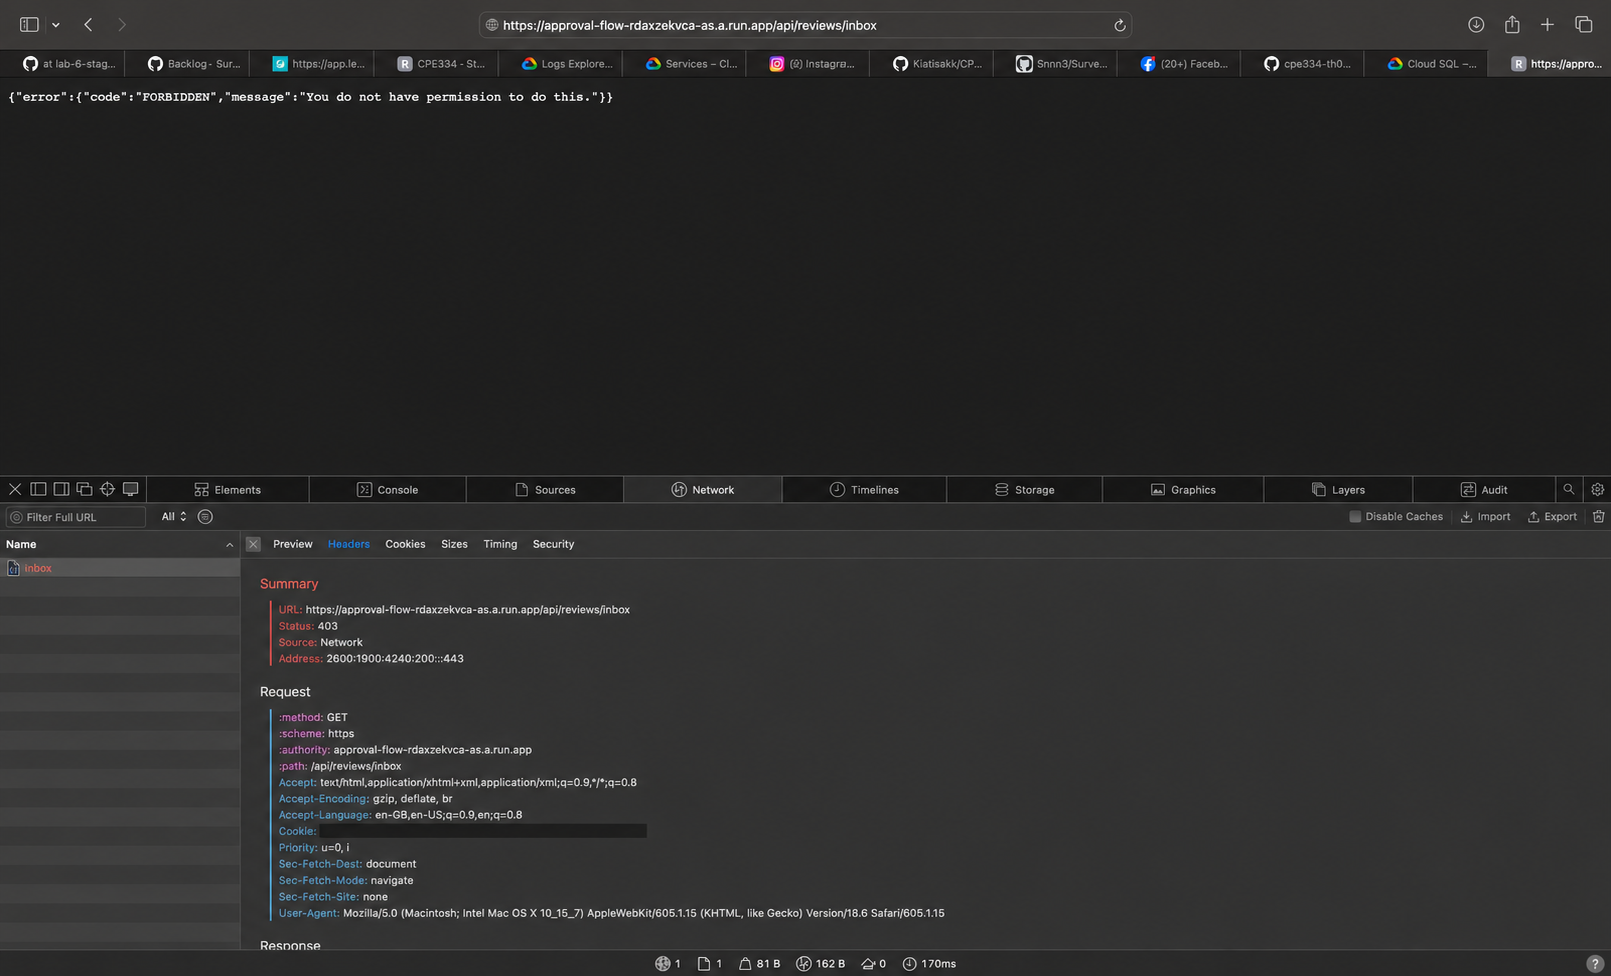 https://approval-flow-rdaxzekvca-as.a.run.app/api/reviews/inbox
at lab-6-stag... Backlog - Sur... https://app.le... CPE334 - St... Logs Explore... Services – Cl... Instagra... Kiatisakk/CP... Snnn3/Surve... (20+) Faceb... cpe334-th0... Cloud SQL –... https://appro...
{"error":{"code":"FORBIDDEN","message":"You do not have permission to do this."}}
Elements Console Sources Network Timelines Storage Graphics Layers Audit
Filter Full URL All Disable Caches Import Export
Name Preview Headers Cookies Sizes Timing Security
inbox
Summary
URL: https://approval-flow-rdaxzekvca-as.a.run.app/api/reviews/inbox
Status: 403
Source: Network
Address: 2600:1900:4240:200:::443
Request
:method: GET
:scheme: https
:authority: approval-flow-rdaxzekvca-as.a.run.app
:path: /api/reviews/inbox
Accept: text/html,application/xhtml+xml,application/xml;q=0.9,*/*;q=0.8
Accept-Encoding: gzip, deflate, br
Accept-Language: en-GB,en-US;q=0.9,en;q=0.8
Cookie:
Priority: u=0, i
Sec-Fetch-Dest: document
Sec-Fetch-Mode: navigate
Sec-Fetch-Site: none
User-Agent: Mozilla/5.0 (Macintosh; Intel Mac OS X 10_15_7) AppleWebKit/605.1.15 (KHTML, like Gecko) Version/18.6 Safari/605.1.15
Response
1 1 81 B 162 B 0 170ms